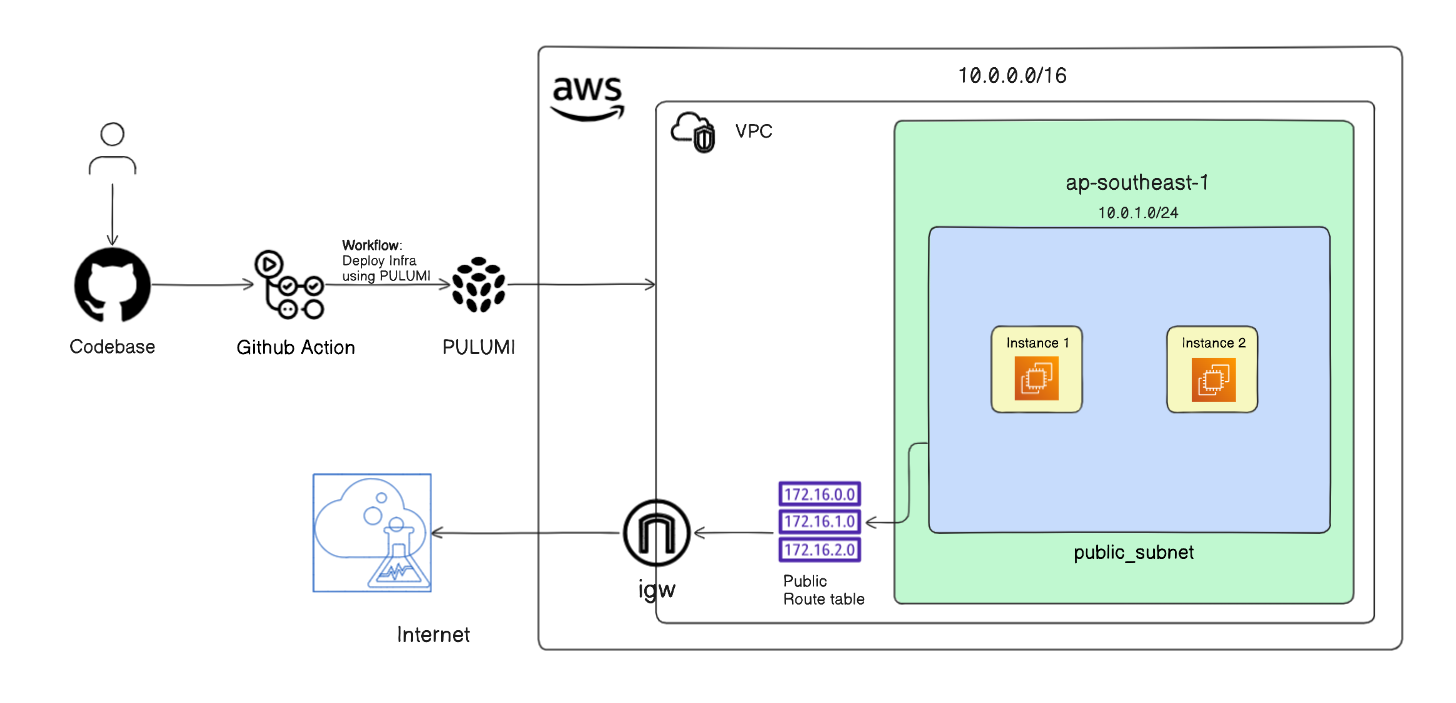 aws
10.0.0.0/16
VPC
ap-southeast-1
10.0.1.0/24
Workflow:
Deploy Infra
using PULUMI
Codebase
Github Action
PULUMI
Instance 1
Instance 2
172.16.0.0
172.16.1.0
172.16.2.0
public_subnet
igw
Public
Route table
Internet